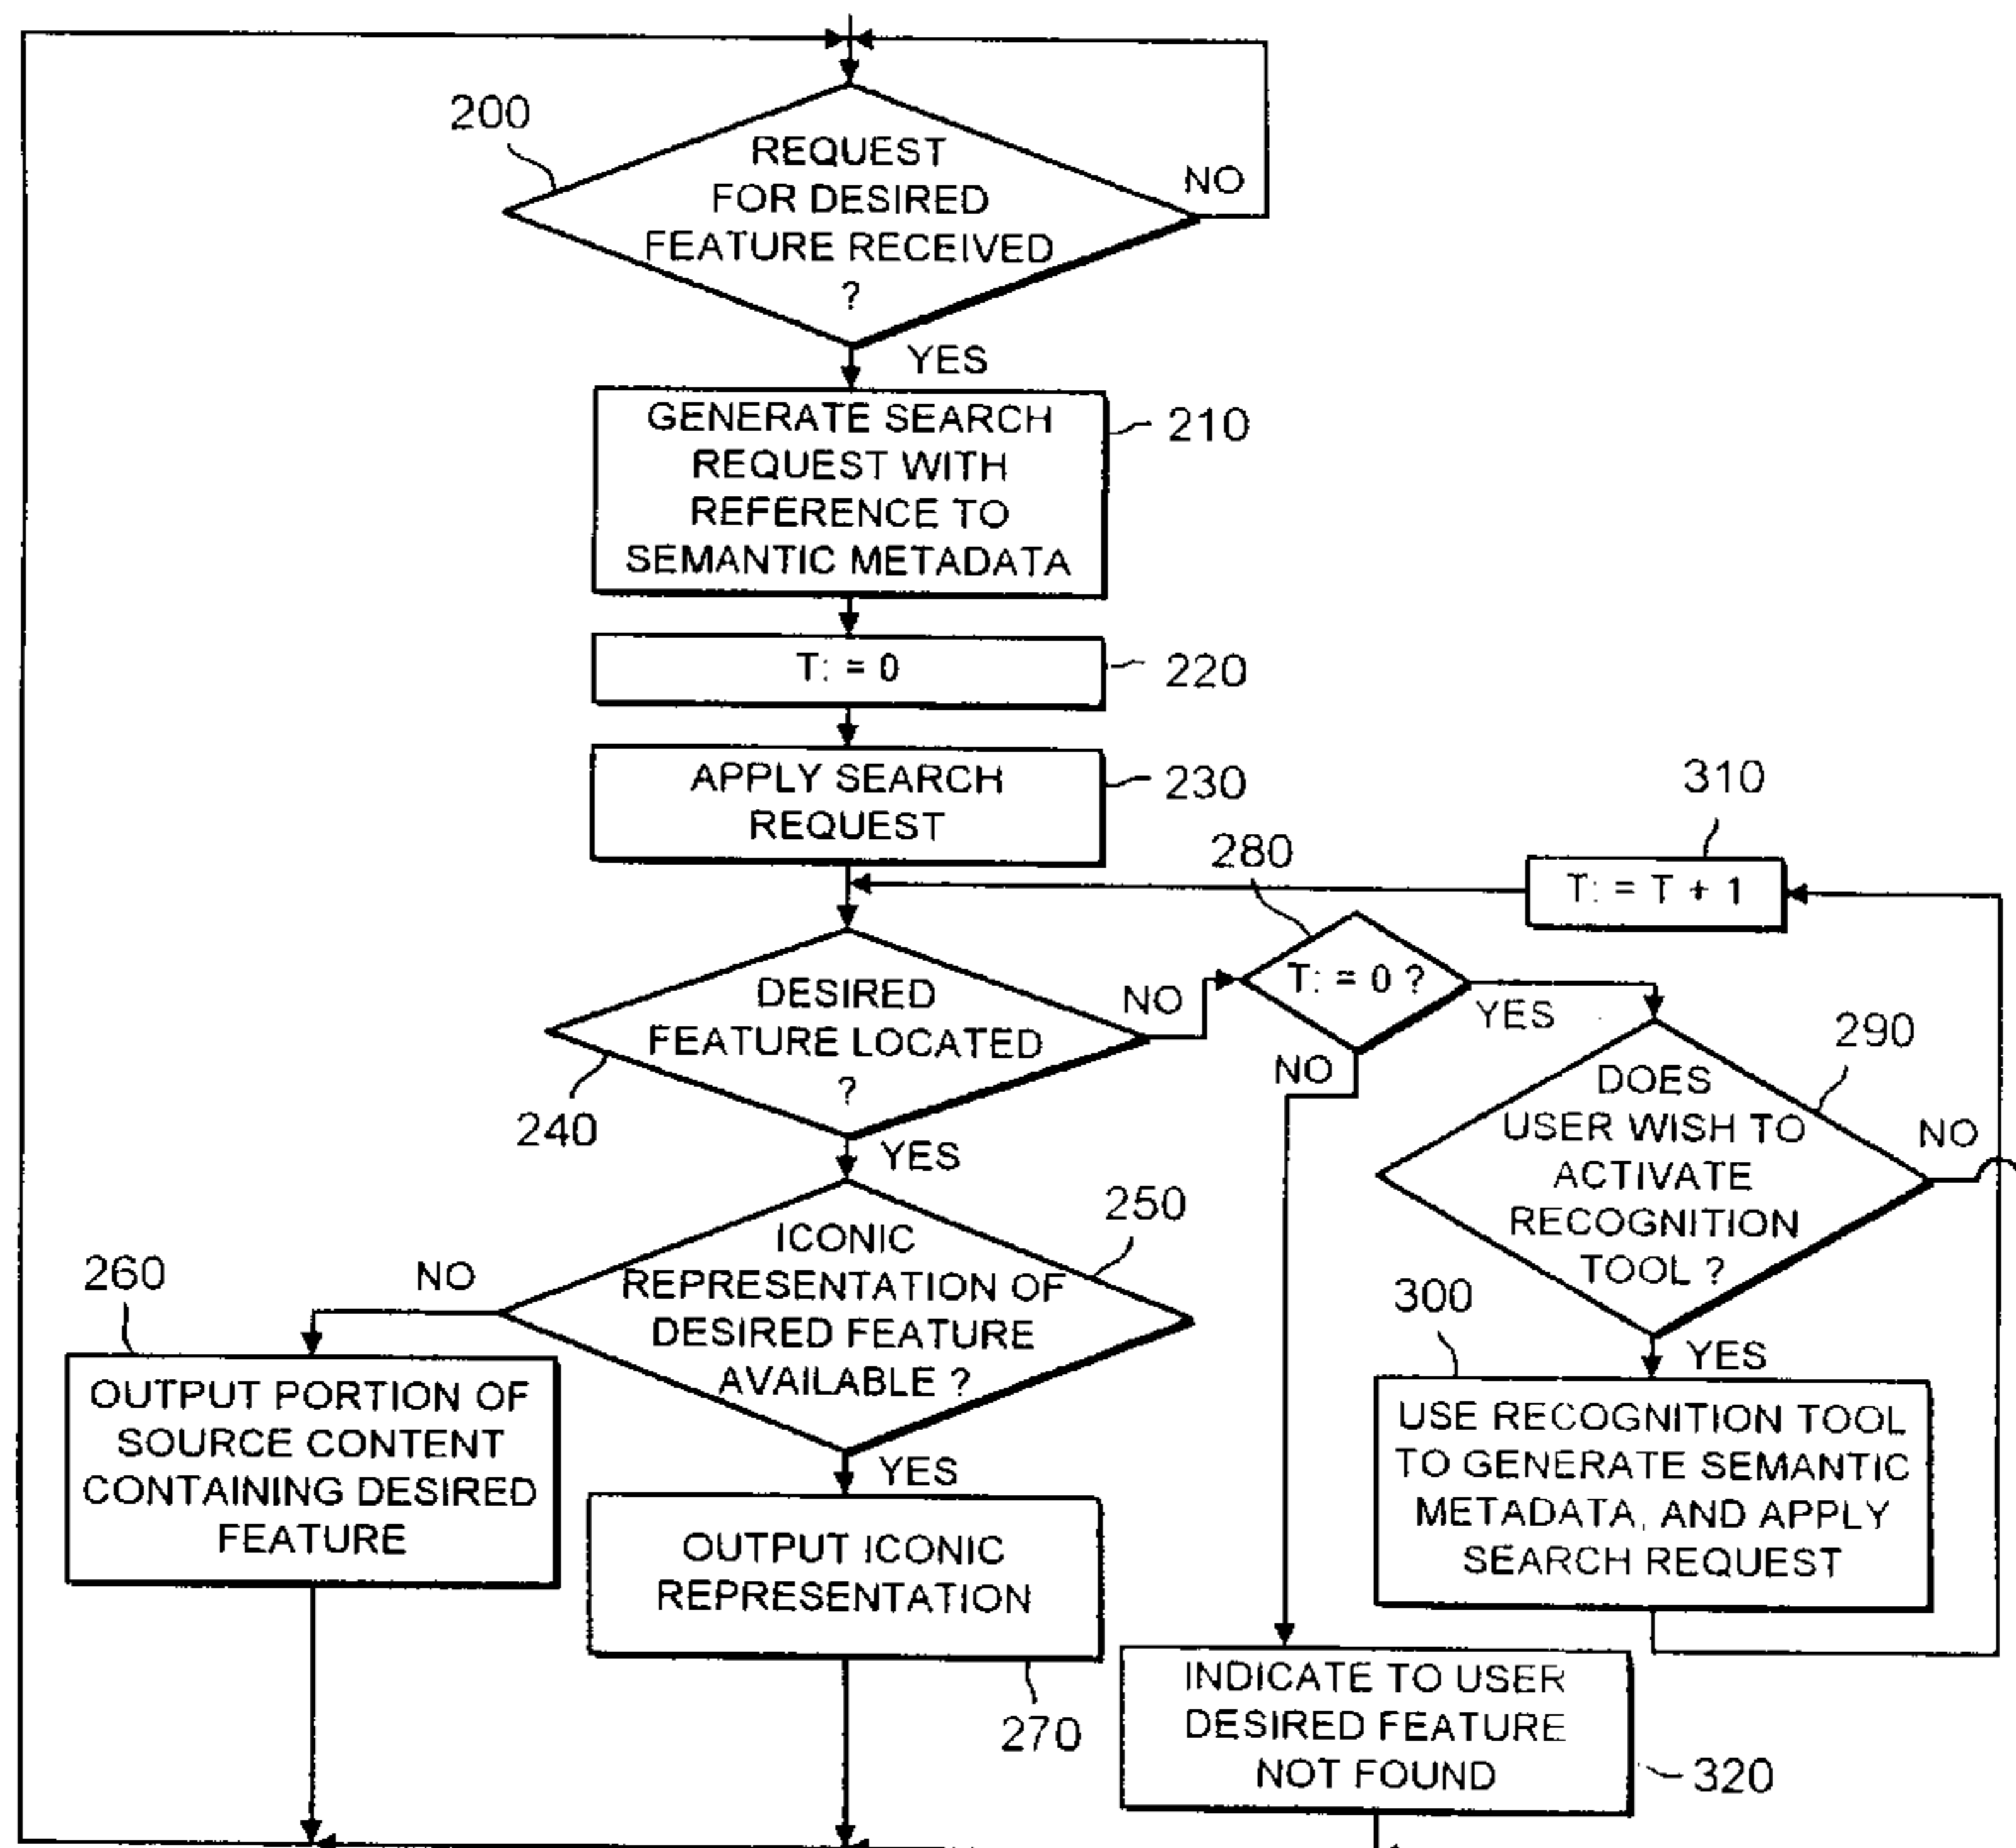 200
REQUEST
FOR DESIRED
FEATURE RECEIVED
?
NO
YES
GENERATE SEARCH
REQUEST WITH
REFERENCE TO
SEMANTIC METADATA
210
T: = 0
220
APPLY SEARCH
REQUEST
230
310
T: = T + 1
280
T: = 0 ?
NO
YES
DESIRED
FEATURE LOCATED
?
NO
240
YES
290
DOES
USER WISH TO
ACTIVATE
RECOGNITION
TOOL ?
NO
YES
250
ICONIC
REPRESENTATION OF
DESIRED FEATURE
AVAILABLE ?
NO
YES
260
OUTPUT PORTION OF
SOURCE CONTENT
CONTAINING DESIRED
FEATURE
OUTPUT ICONIC
REPRESENTATION
270
300
USE RECOGNITION TOOL
TO GENERATE SEMANTIC
METADATA, AND APPLY
SEARCH REQUEST
INDICATE TO USER
DESIRED FEATURE
NOT FOUND
320